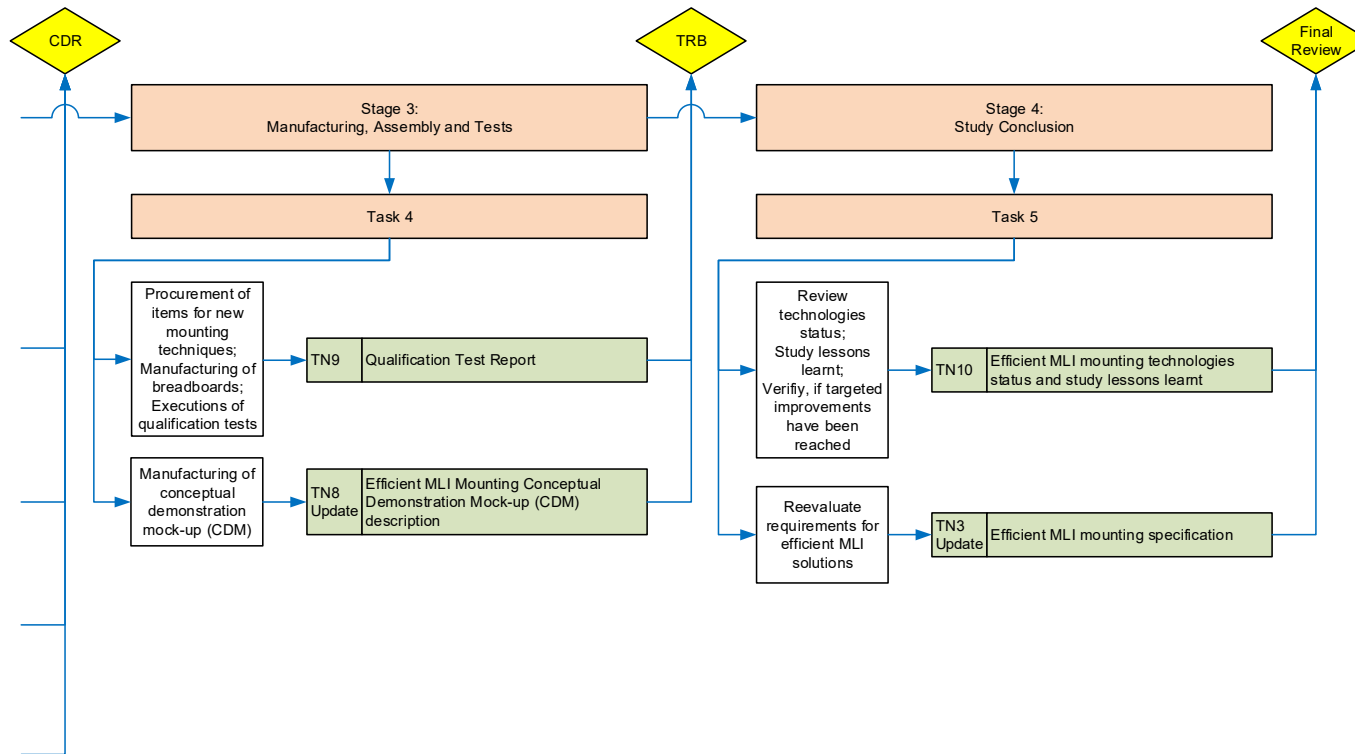 CDR
TRB
Final
Review
Stage 3:
Manufacturing, Assembly and Tests
Stage 4:
Study Conclusion
Task 4
Task 5
Procurement of
items for new
mounting
techniques;
Manufacturing of
breadboards;
Executions of
qualification tests
TN9
Qualification Test Report
Manufacturing of
conceptual
demonstration
mock-up (CDM)
TN8
Update
Efficient MLI Mounting Conceptual
Demonstration Mock-up (CDM)
description
Review
technologies
status;
Study lessons
learnt;
Verifiy, if targeted
improvements
have been
reached
TN10
Efficient MLI mounting technologies
status and study lessons learnt
Reevaluate
requirements for
efficient MLI
solutions
TN3
Update
Efficient MLI mounting specification